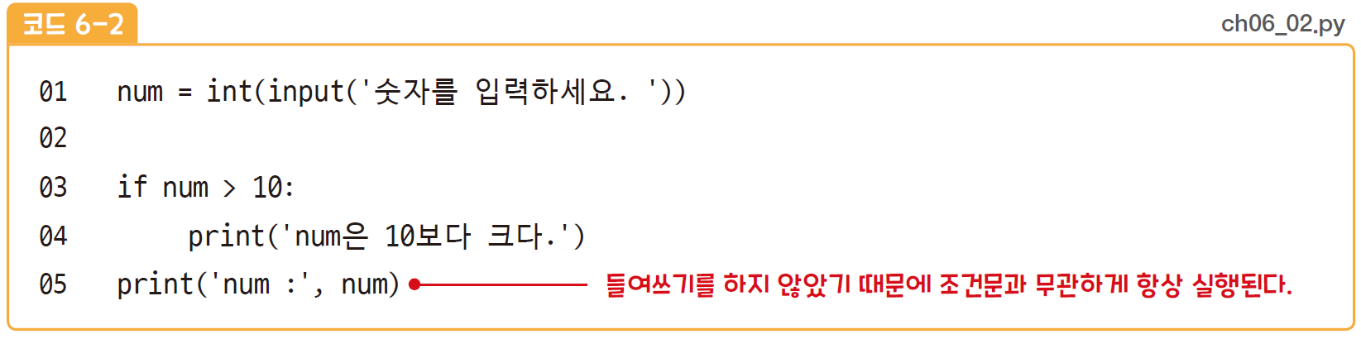 코드 6-2
ch06_02.py
01 num = int(input('숫자를 입력하세요. '))
02
03 if num > 10:
04     print('num은 10보다 크다.')
05 print('num :', num) 들여쓰기를 하지 않았기 때문에 조건문과 무관하게 항상 실행된다.